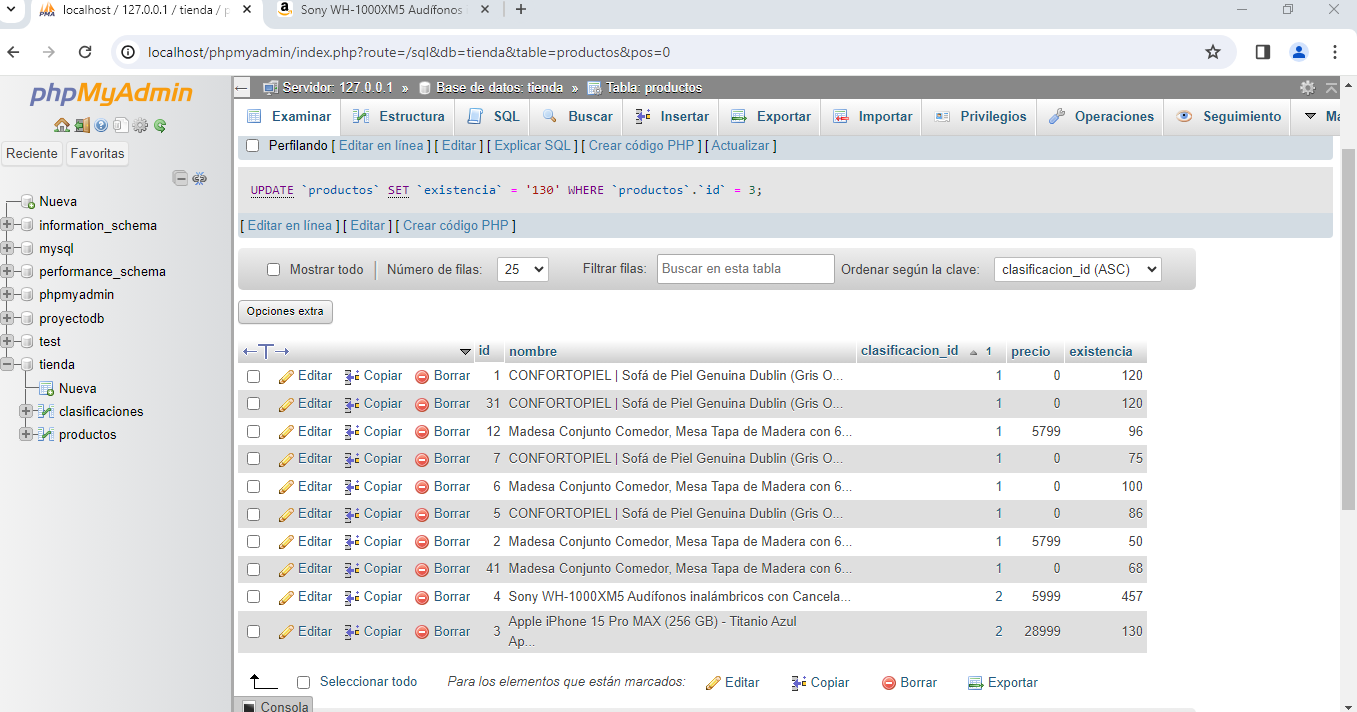 localhost / 127.0.0.1 / tienda / p
Sony WH-1000XM5 Audífonos
localhost/phpmyadmin/index.php?route=/sql&db=tienda&table=productos&pos=0
phpMyAdmin
Reciente Favoritas
Nueva
information_schema
mysql
performance_schema
phpmyadmin
proyectodb
test
tienda
Nueva
clasificaciones
productos
Servidor: 127.0.0.1 » Base de datos: tienda » Tabla: productos
Examinar Estructura SQL Buscar Insertar Exportar Importar Privilegios Operaciones Seguimiento Ma
Perfilando [ Editar en línea ] [ Editar ] [ Explicar SQL ] [ Crear código PHP ] [ Actualizar ]
UPDATE `productos` SET `existencia` = '130' WHERE `productos`.`id` = 3;
[ Editar en línea ] [ Editar ] [ Crear código PHP ]
Mostrar todo Número de filas: 25 Filtrar filas: Buscar en esta tabla Ordenar según la clave: clasificacion_id (ASC)
Opciones extra
id nombre clasificacion_id 1 precio existencia
Editar Copiar Borrar 1 CONFORTOPIEL | Sofá de Piel Genuina Dublin (Gris O... 1 0 120
Editar Copiar Borrar 31 CONFORTOPIEL | Sofá de Piel Genuina Dublin (Gris O... 1 0 120
Editar Copiar Borrar 12 Madesa Conjunto Comedor, Mesa Tapa de Madera con 6... 1 5799 96
Editar Copiar Borrar 7 CONFORTOPIEL | Sofá de Piel Genuina Dublin (Gris O... 1 0 75
Editar Copiar Borrar 6 Madesa Conjunto Comedor, Mesa Tapa de Madera con 6... 1 0 100
Editar Copiar Borrar 5 CONFORTOPIEL | Sofá de Piel Genuina Dublin (Gris O... 1 0 86
Editar Copiar Borrar 2 Madesa Conjunto Comedor, Mesa Tapa de Madera con 6... 1 5799 50
Editar Copiar Borrar 41 Madesa Conjunto Comedor, Mesa Tapa de Madera con 6... 1 0 68
Editar Copiar Borrar 4 Sony WH-1000XM5 Audífonos inalámbricos con Cancela... 2 5999 457
Editar Copiar Borrar 3 Apple iPhone 15 Pro MAX (256 GB) - Titanio Azul 2 28999 130
Ap...
Seleccionar todo Para los elementos que están marcados: Editar Copiar Borrar Exportar
Consola